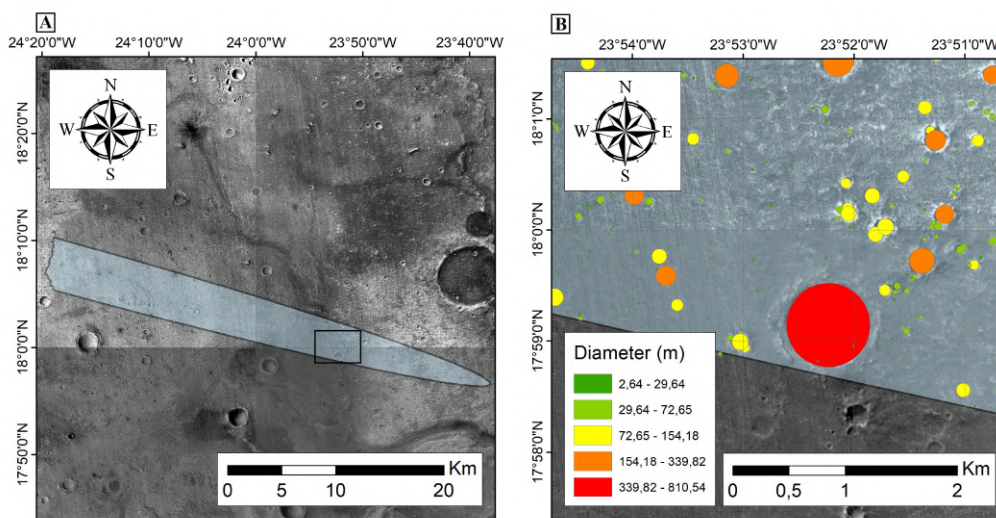 A
24°20'0"W 24°10'0"W 24°0'0"W 23°50'0"W 23°40'0"W
N
W E
S
18°20'0"N
18°10'0"N
18°0'0"N
17°50'0"N
Km
0 5 10 20
B
23°54'0"W 23°53'0"W 23°52'0"W 23°51'0"W
N
W E
S
18°1'0"N
18°0'0"N
17°59'0"N
17°58'0"N
Diameter (m)
2,64 - 29,64
29,64 - 72,65
72,65 - 154,18
154,18 - 339,82
339,82 - 810,54
Km
0 0,5 1 2